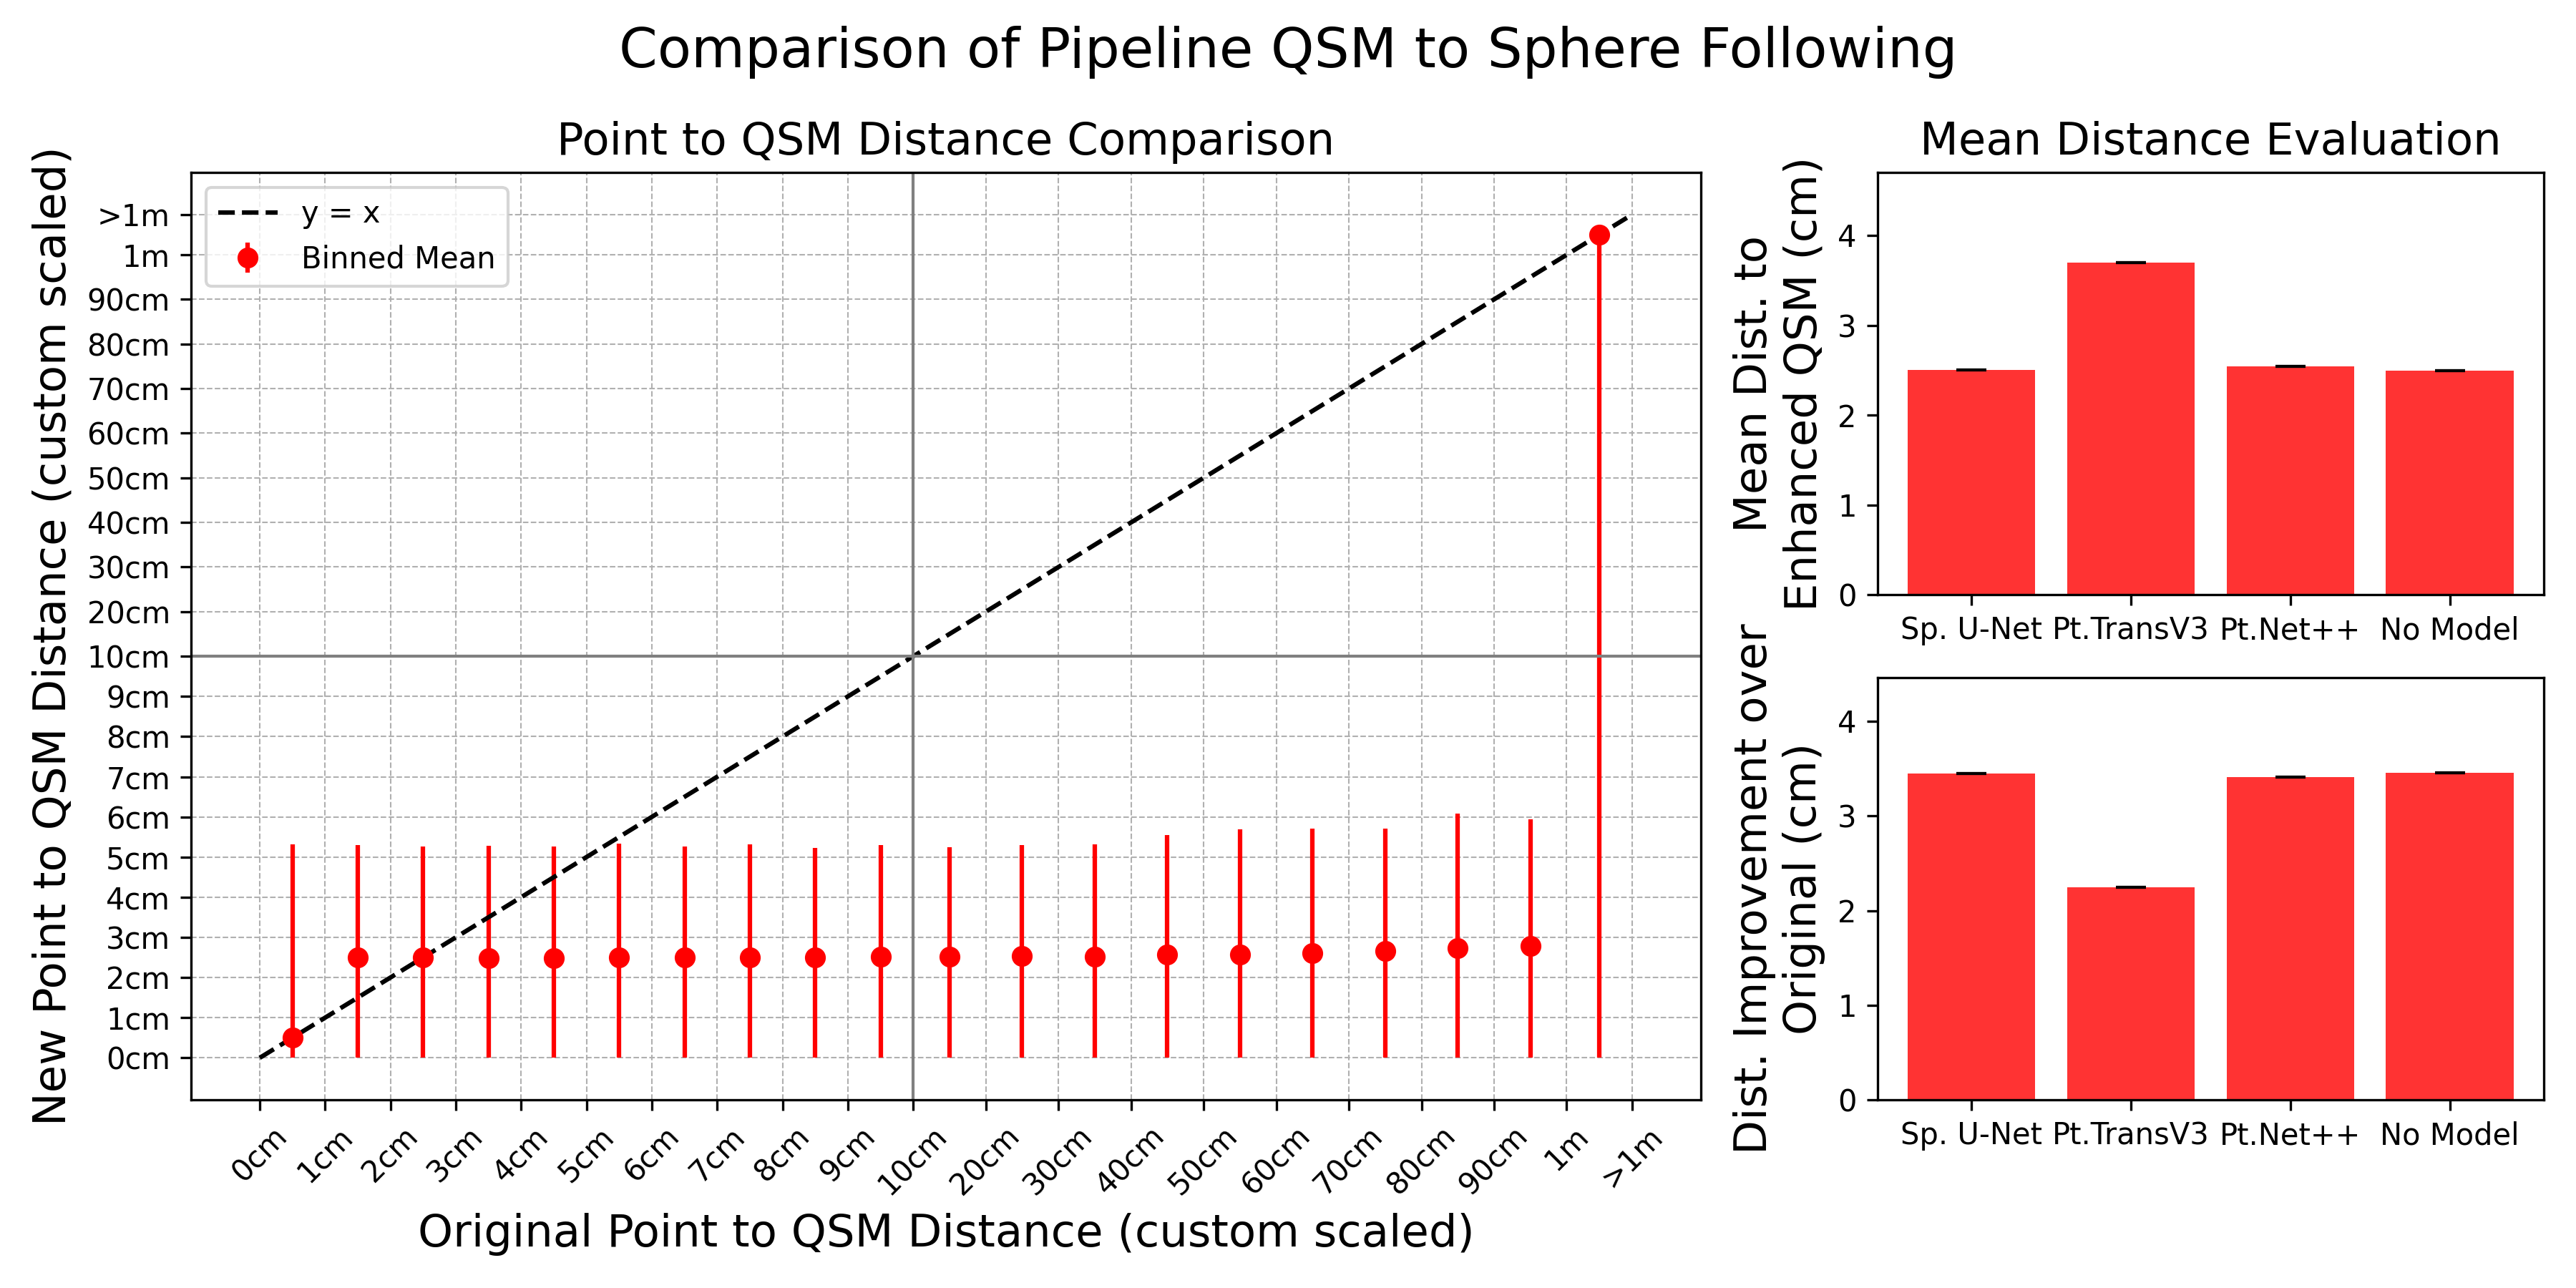 Comparison of Pipeline QSM to Sphere Following
Point to QSM Distance Comparison
New Point to QSM Distance (custom scaled)
>1m
1m
90cm
80cm
70cm
60cm
50cm
40cm
30cm
20cm
10cm
9cm
8cm
7cm
6cm
5cm
4cm
3cm
2cm
1cm
0cm
y = x
Binned Mean
0cm
1cm
2cm
3cm
4cm
5cm
6cm
7cm
8cm
9cm
10cm
20cm
30cm
40cm
50cm
60cm
70cm
80cm
90cm
1m
>1m
Original Point to QSM Distance (custom scaled)
Mean Distance Evaluation
Mean Dist. to
Enhanced QSM (cm)
4
3
2
1
0
Sp. U-Net Pt.TransV3 Pt.Net++ No Model
Dist. Improvement over
Original (cm)
4
3
2
1
0
Sp. U-Net Pt.TransV3 Pt.Net++ No Model